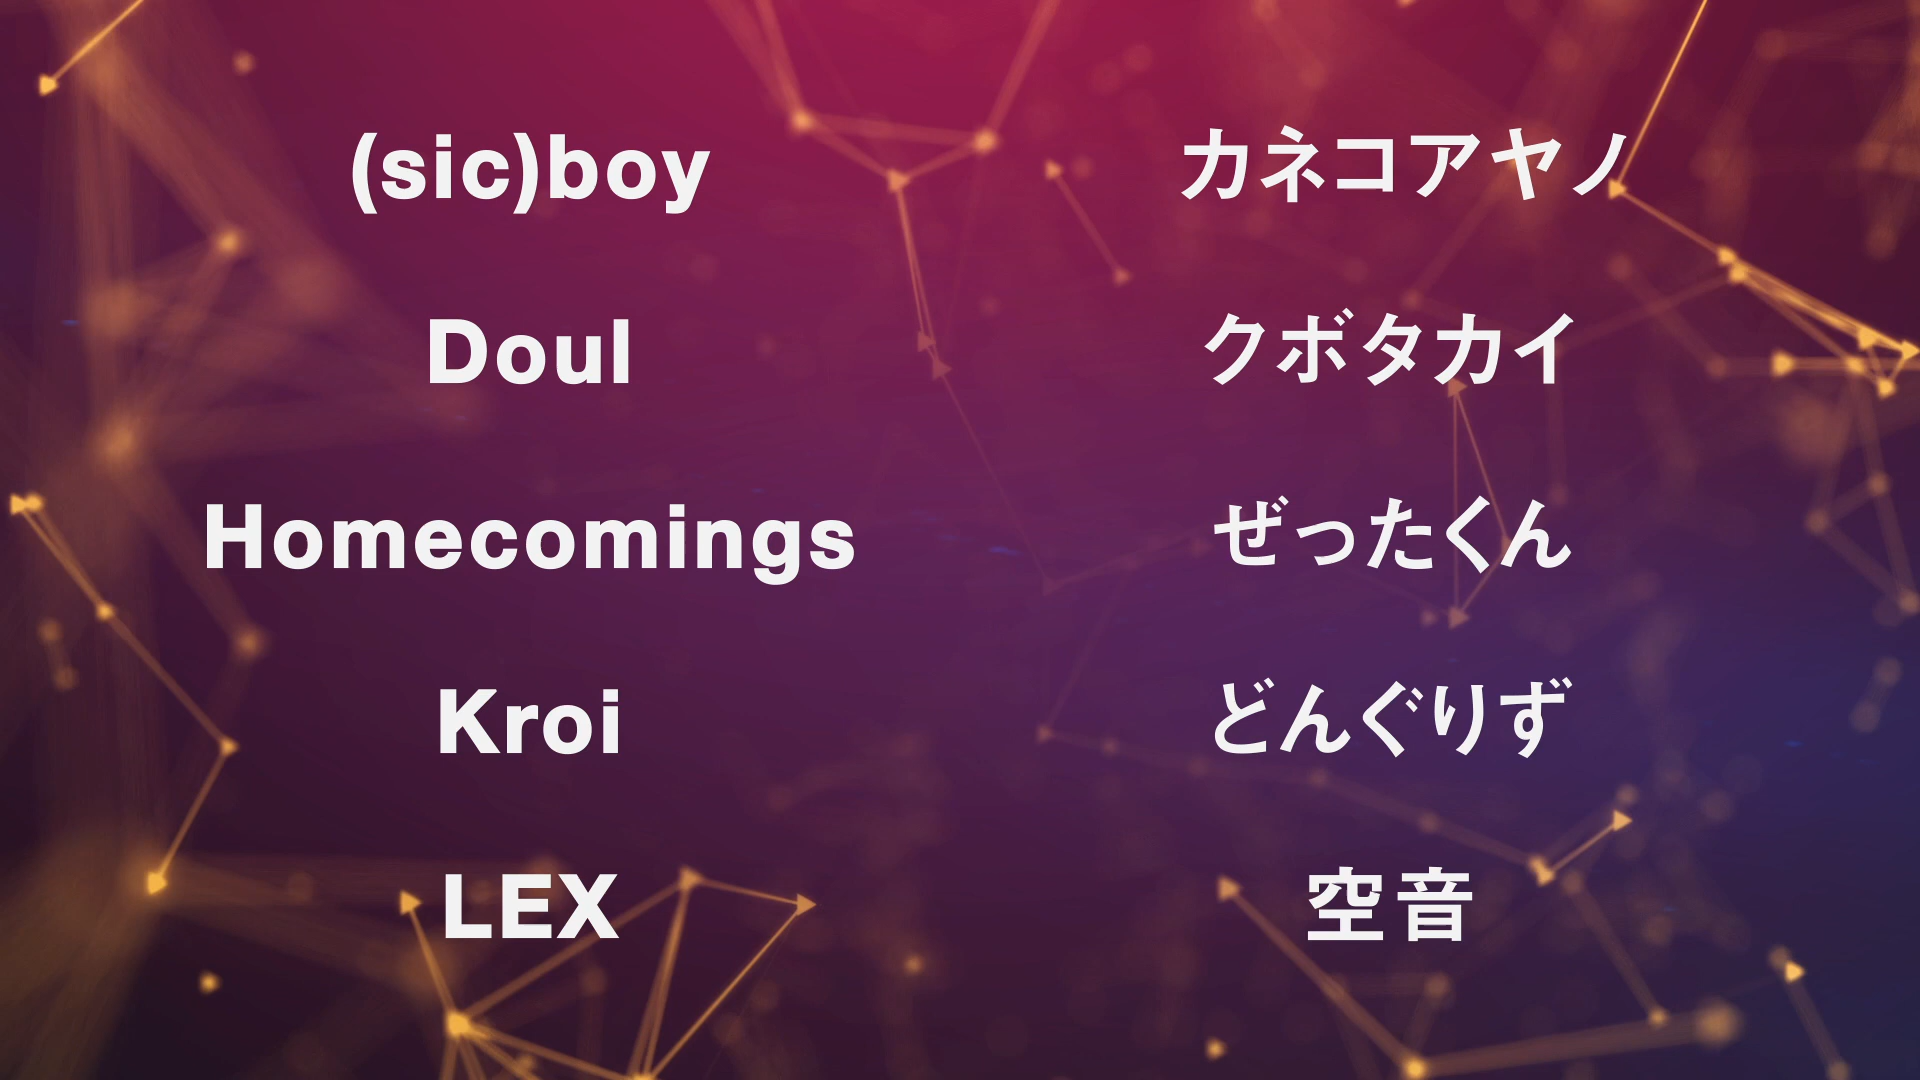 (sic)boy
Doul
Homecomings
Kroi
LEX
カネコアヤノ
クボタカイ
ぜったくん
どんぐりず
空音